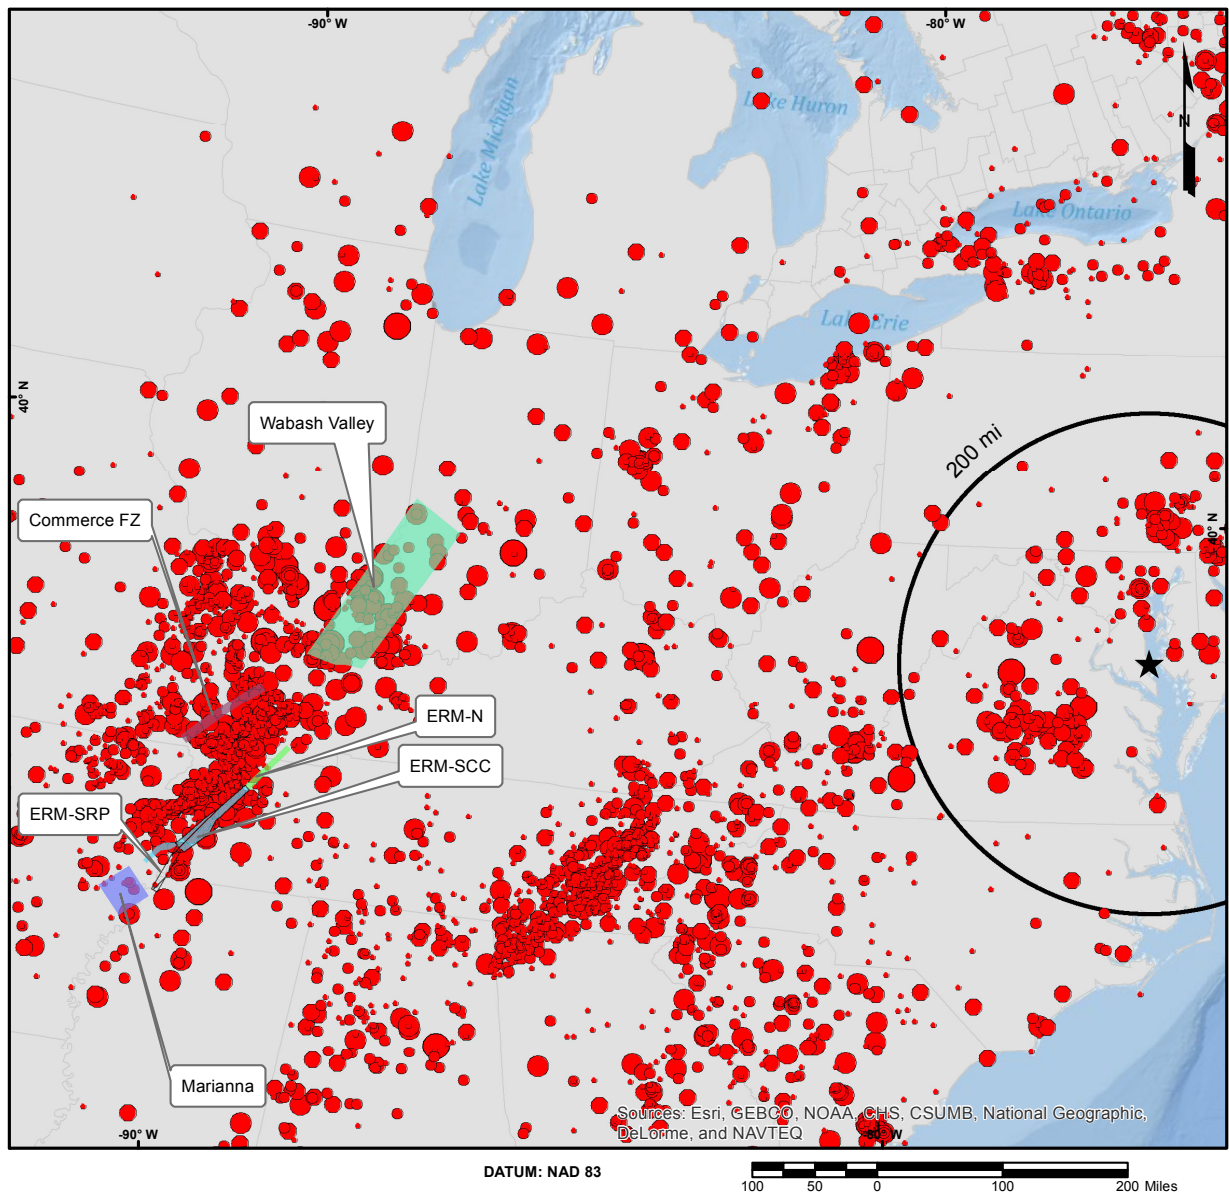 -90° W
-80° W
Lake Michigan
Lake Huron
N
Lake Ontario
Lake Erie
40° N
Wabash Valley
200 mi
Commerce FZ
40° N
ERM-N
ERM-SCC
ERM-SRP
Marianna
Sources: Esri, GEBCO, NOAA, CHS, CSUMB, National Geographic,
DeLorme, and NAVTEQ
-90° W
80° W
DATUM: NAD 83
100 50 0 100 200 Miles